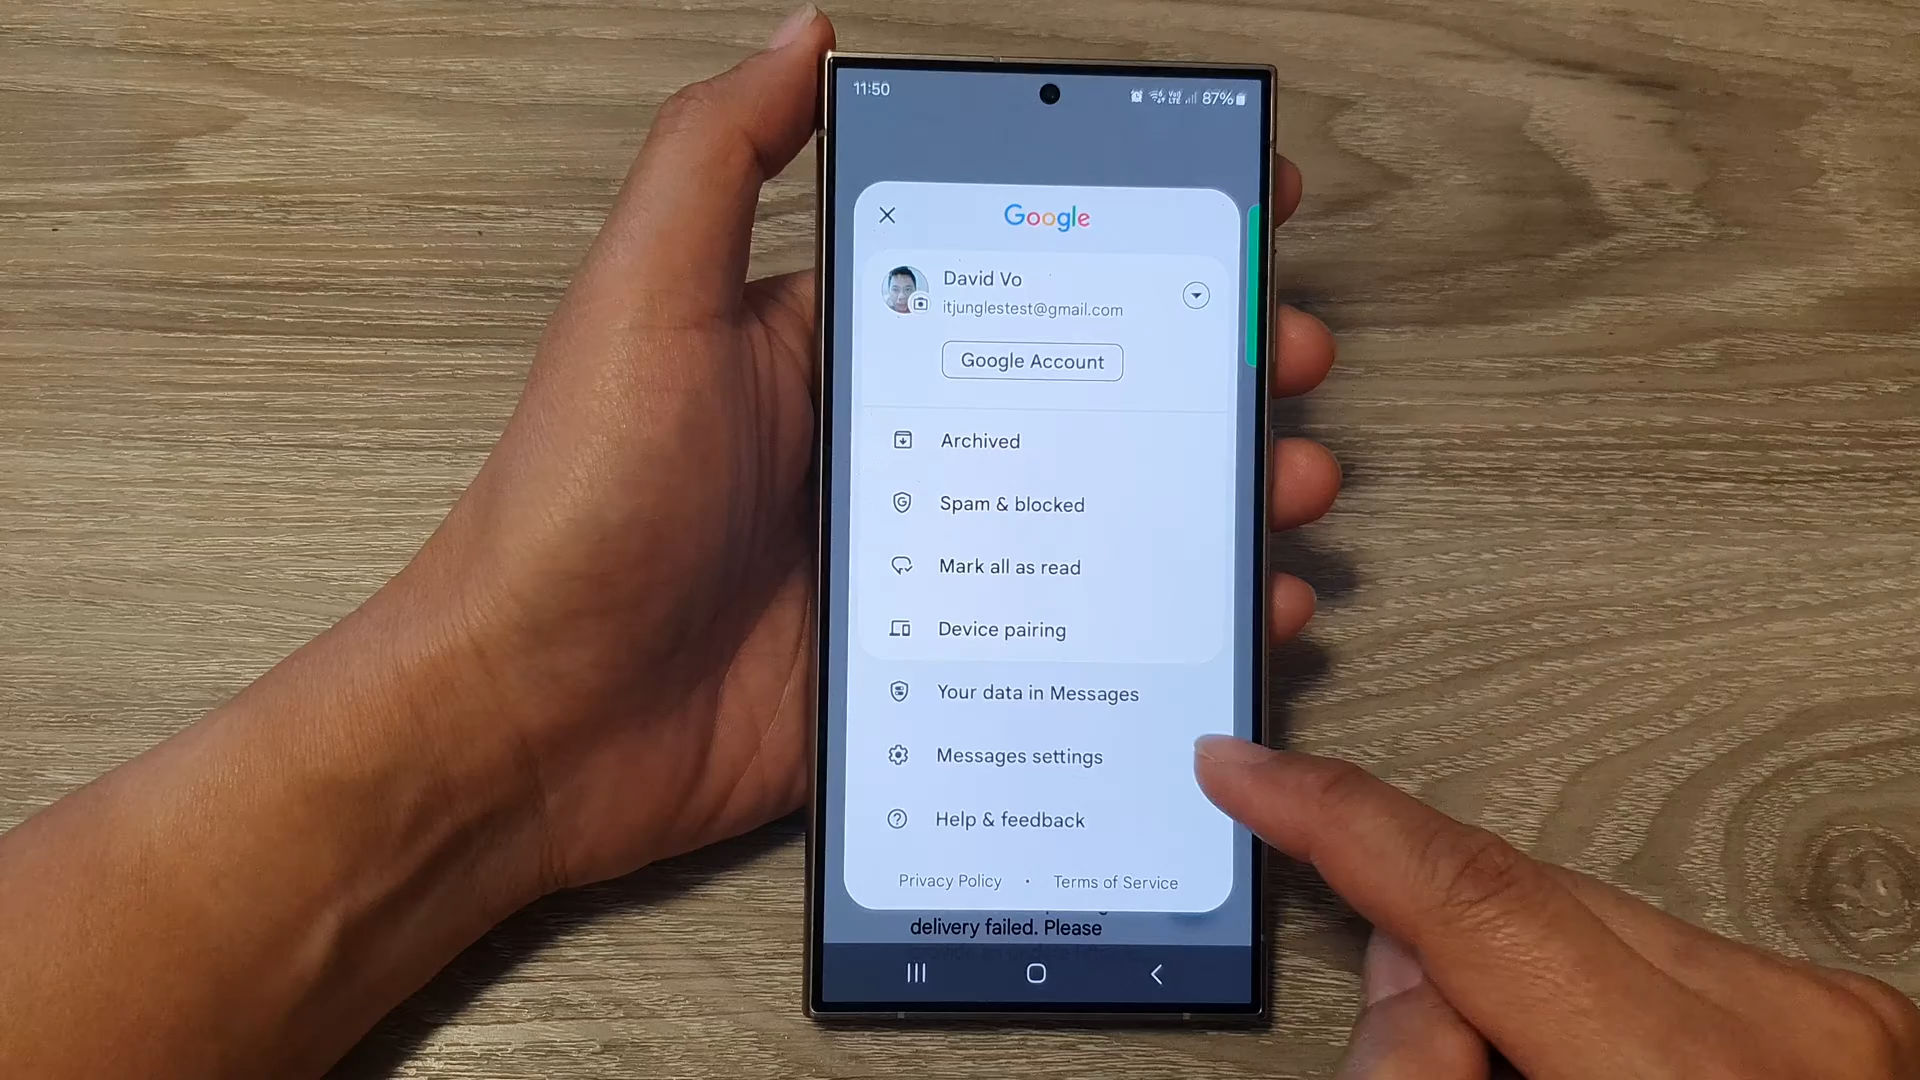 11:50
87%
Google
David Vo
itjunglestest@gmail.com
Google Account
Archived
Spam & blocked
Mark all as read
Device pairing
Your data in Messages
Messages settings
Help & feedback
Privacy Policy • Terms of Service
delivery failed. Please